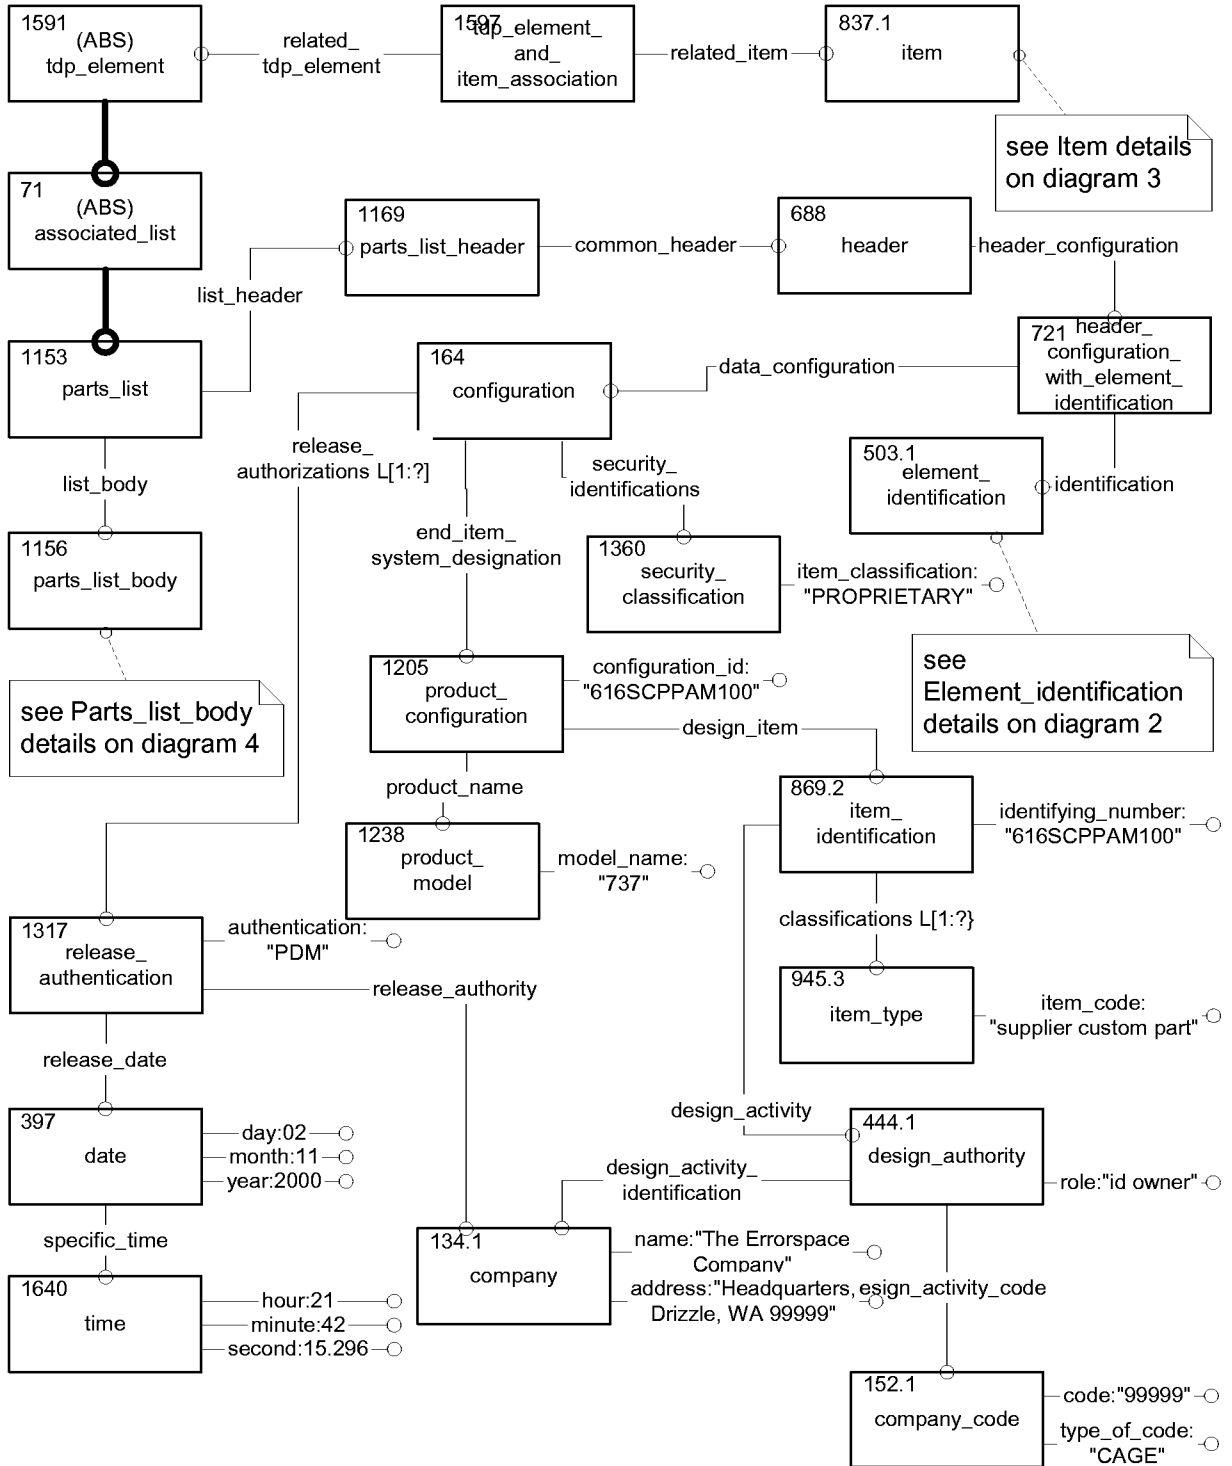 1591
(ABS)
tdp_element
related_
tdp_element
1597
tdp_element_
and_
item_association
related_item
837.1
item
see Item details
on diagram 3
71
(ABS)
associated_list
1169
parts_list_header
common_header
688
header
header_configuration
list_header
1153
parts_list
164
configuration
data_configuration
721
header_
configuration_
with_element_
identification
release_
authorizations L[1:?]
security_
identifications
503.1
element_
identification
identification
list_body
end_item_
system_designation
1156
parts_list_body
1360
security_
classification
item_classification:
"PROPRIETARY"
see
Element_identification
details on diagram 2
see Parts_list_body
details on diagram 4
1205
product_
configuration
configuration_id:
"616SCPPAM100"
design_item
product_name
869.2
item_
identification
identifying_number:
"616SCPPAM100"
1238
product_
model
model_name:
"737"
classifications L[1:?}
1317
release_
authentication
authentication:
"PDM"
release_authority
945.3
item_type
item_code:
"supplier custom part"
release_date
design_activity
397
date
day:02
month:11
year:2000
444.1
design_authority
role:"id owner"
design_activity_
identification
specific_time
134.1
company
name:"The Errorspace
Company"
address:"Headquarters,
Drizzle, WA 99999"
esign_activity_code
1640
time
hour:21
minute:42
second:15.296
152.1
company_code
code:"99999"
type_of_code:
"CAGE"